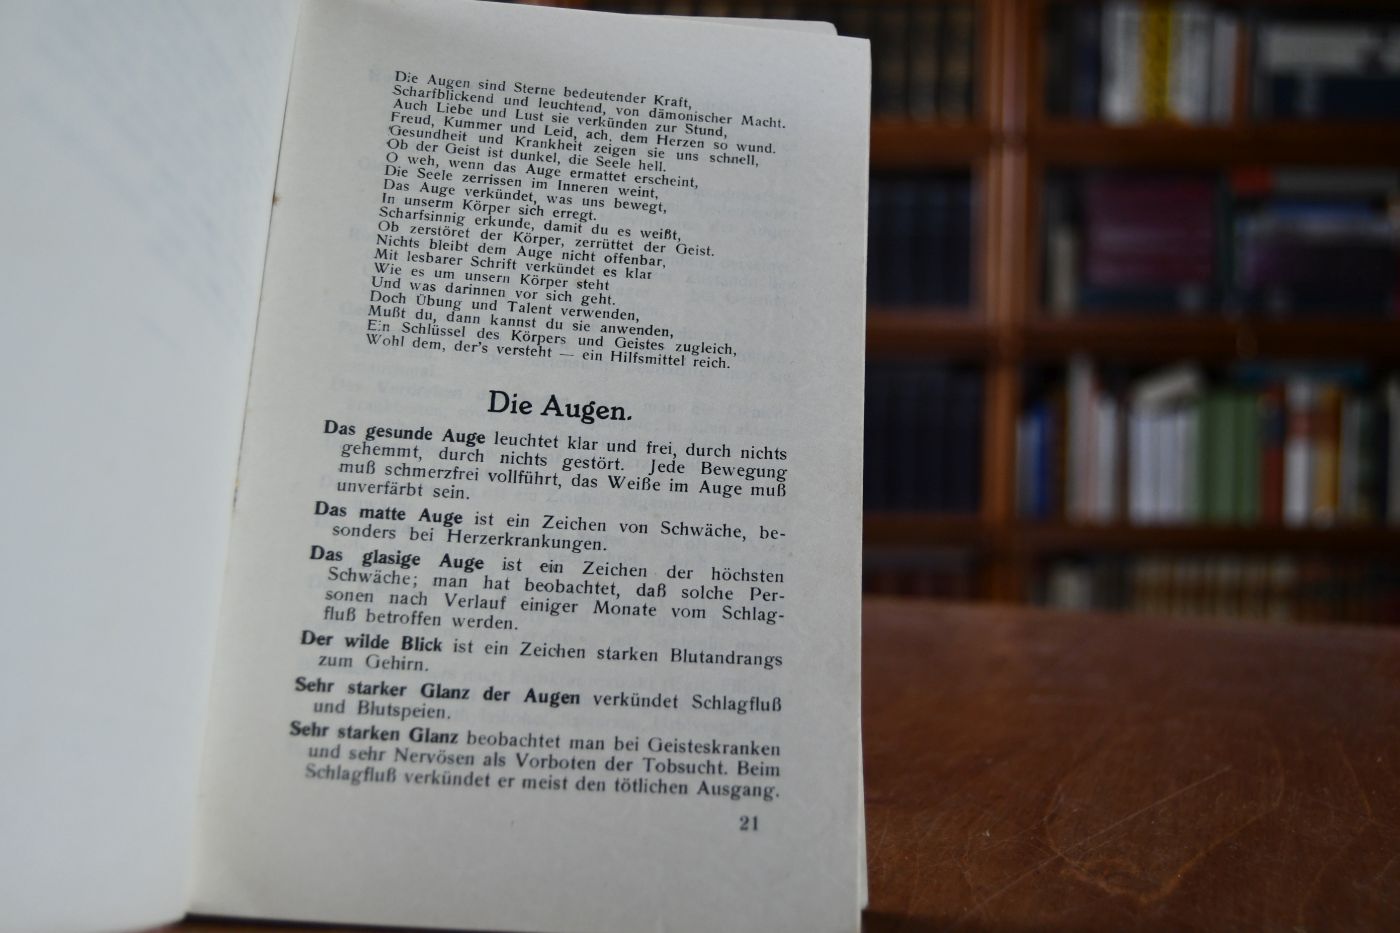 Die Augen sind Sterne bedeutender Kraft,
Scharfblickend und leuchtend, von dämonischer Macht.
Auch Liebe und Lust sie verkünden zur Stund,
Freud, Kummer und Leid, ach, dem Herzen so wund.
Gesundheit und Krankheit zeigen sie uns schnell,
Ob der Geist ist dunkel, die Seele hell.
O weh, wenn das Auge ermattet erscheint,
Die Seele zerrissen im Inneren weint,
Das Auge verkündet, was uns bewegt,
In unserm Körper sich erregt.
Scharfsinnig erkunde, damit du es weißt,
Ob zerstöret der Körper, zerrüttet der Geist.
Nichts bleibt dem Auge nicht offenbar,
Mit lesbarer Schrift verkündet es klar
Wie es um unsern Körper steht
Und was darinnen vor sich geht.
Doch Übung und Talent verwenden,
Mußt du, dann kannst du sie anwenden,
Ein Schlüssel des Körpers und Geistes zugleich,
Wohl dem, der's versteht — ein Hilfsmittel reich.
Die Augen.
Das gesunde Auge leuchtet klar und frei, durch nichts
gehemmt, durch nichts gestört. Jede Bewegung
muß schmerzfrei vollführt, das Weiße im Auge muß
unverfärbt sein.
Das matte Auge ist ein Zeichen von Schwäche, be-
sonders bei Herzerkrankungen.
Das glasige Auge ist ein Zeichen der höchsten
Schwäche; man hat beobachtet, daß solche Per-
sonen nach Verlauf einiger Monate vom Schlag-
fluß betroffen werden.
Der wilde Blick ist ein Zeichen starken Blutandrangs
zum Gehirn.
Sehr starker Glanz der Augen verkündet Schlagfluß
und Blutspeien.
Sehr starken Glanz beobachtet man bei Geisteskranken
und sehr Nervösen als Vorboten der Tobsucht. Beim
Schlagfluß verkündet er meist den tötlichen Ausgang.
21